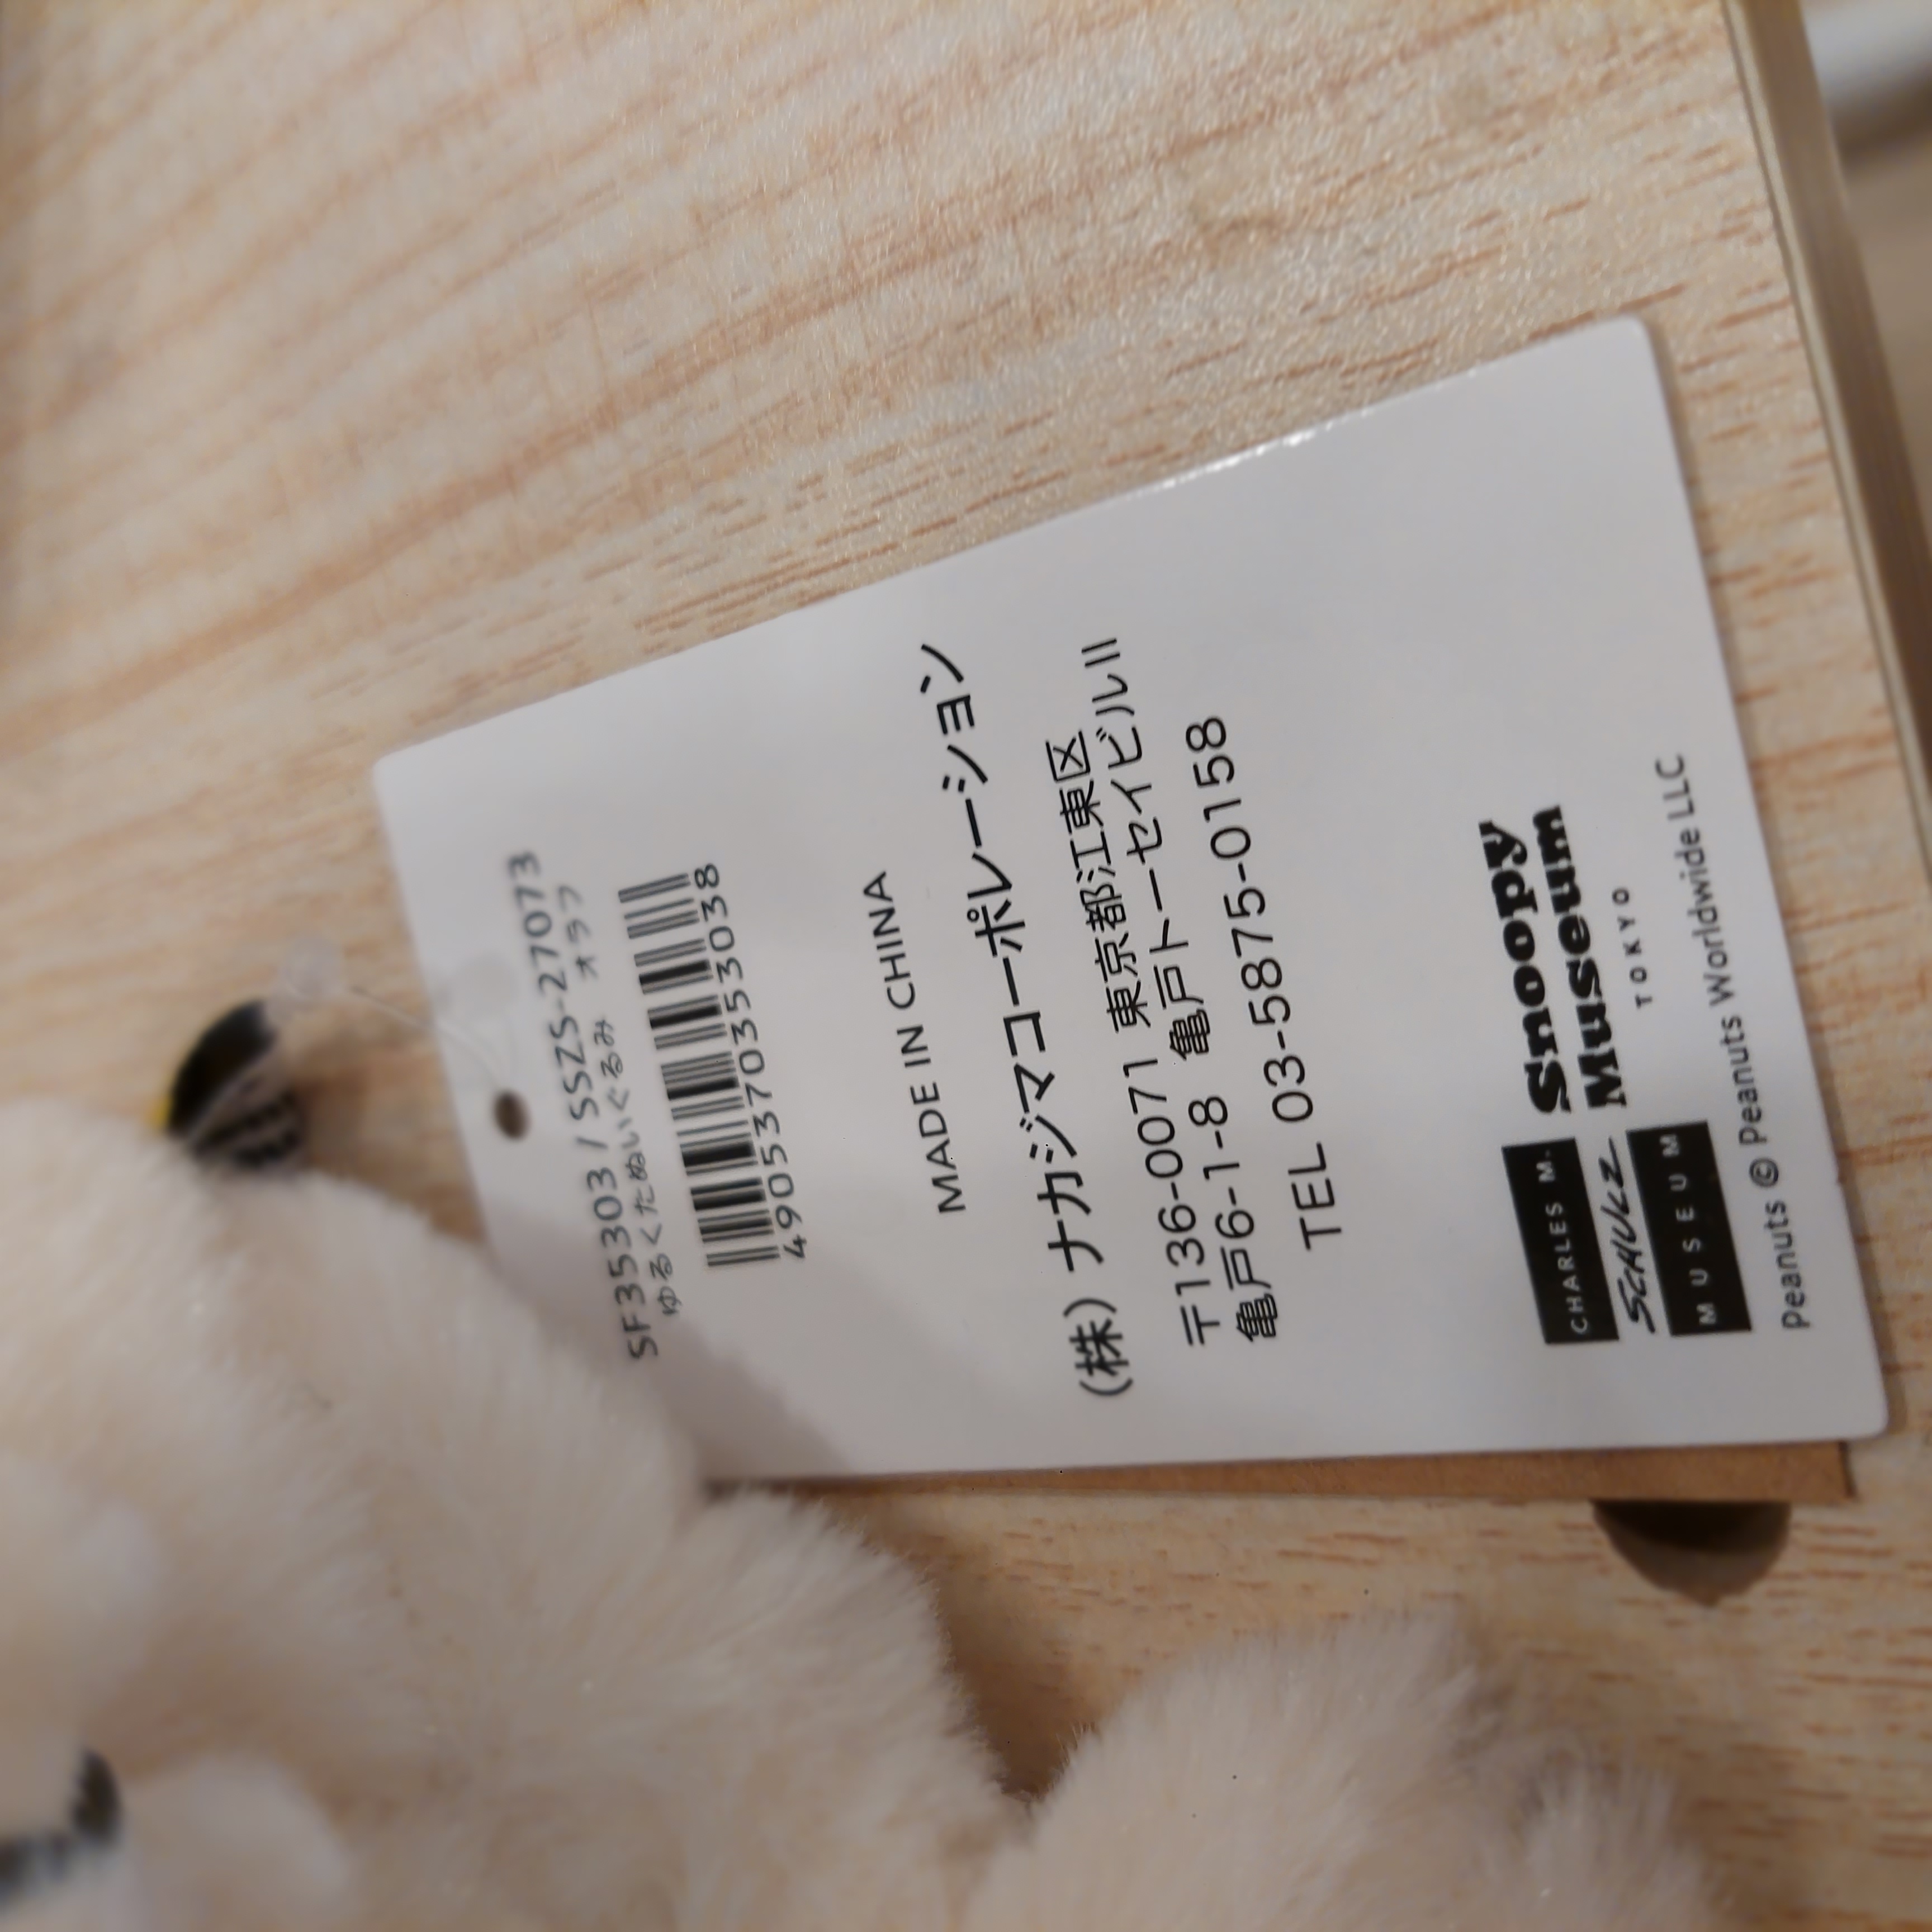 SF35303 / SSZS-27073
ゆるくたぬいぐるみ　オラフ
4905370353038
MADE IN CHINA
(株) ナカジマコーポレーション
〒136-0071 東京都江東区
亀戸6-1-8 亀戸トーセイビルII
TEL 03-5875-0158
CHARLES M.
SCHULZ
MUSEUM
Snoopy
Museum
TOKYO
Peanuts © Peanuts Worldwide LLC